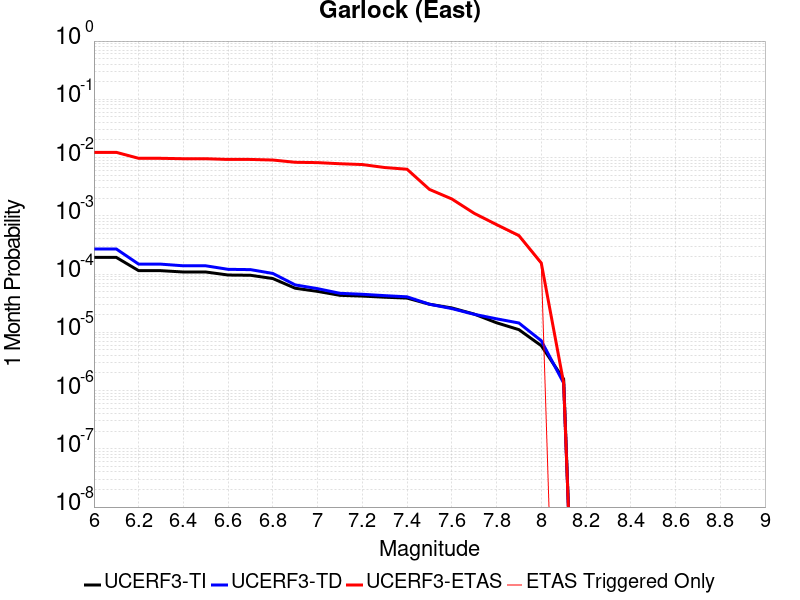 Garlock (East)
10^0
10^-1
10^-2
10^-3
10^-4
10^-5
10^-6
10^-7
10^-8
1 Month Probability
6 6.2 6.4 6.6 6.8 7 7.2 7.4 7.6 7.8 8 8.2 8.4 8.6 8.8 9
Magnitude
UCERF3-TI UCERF3-TD UCERF3-ETAS ETAS Triggered Only